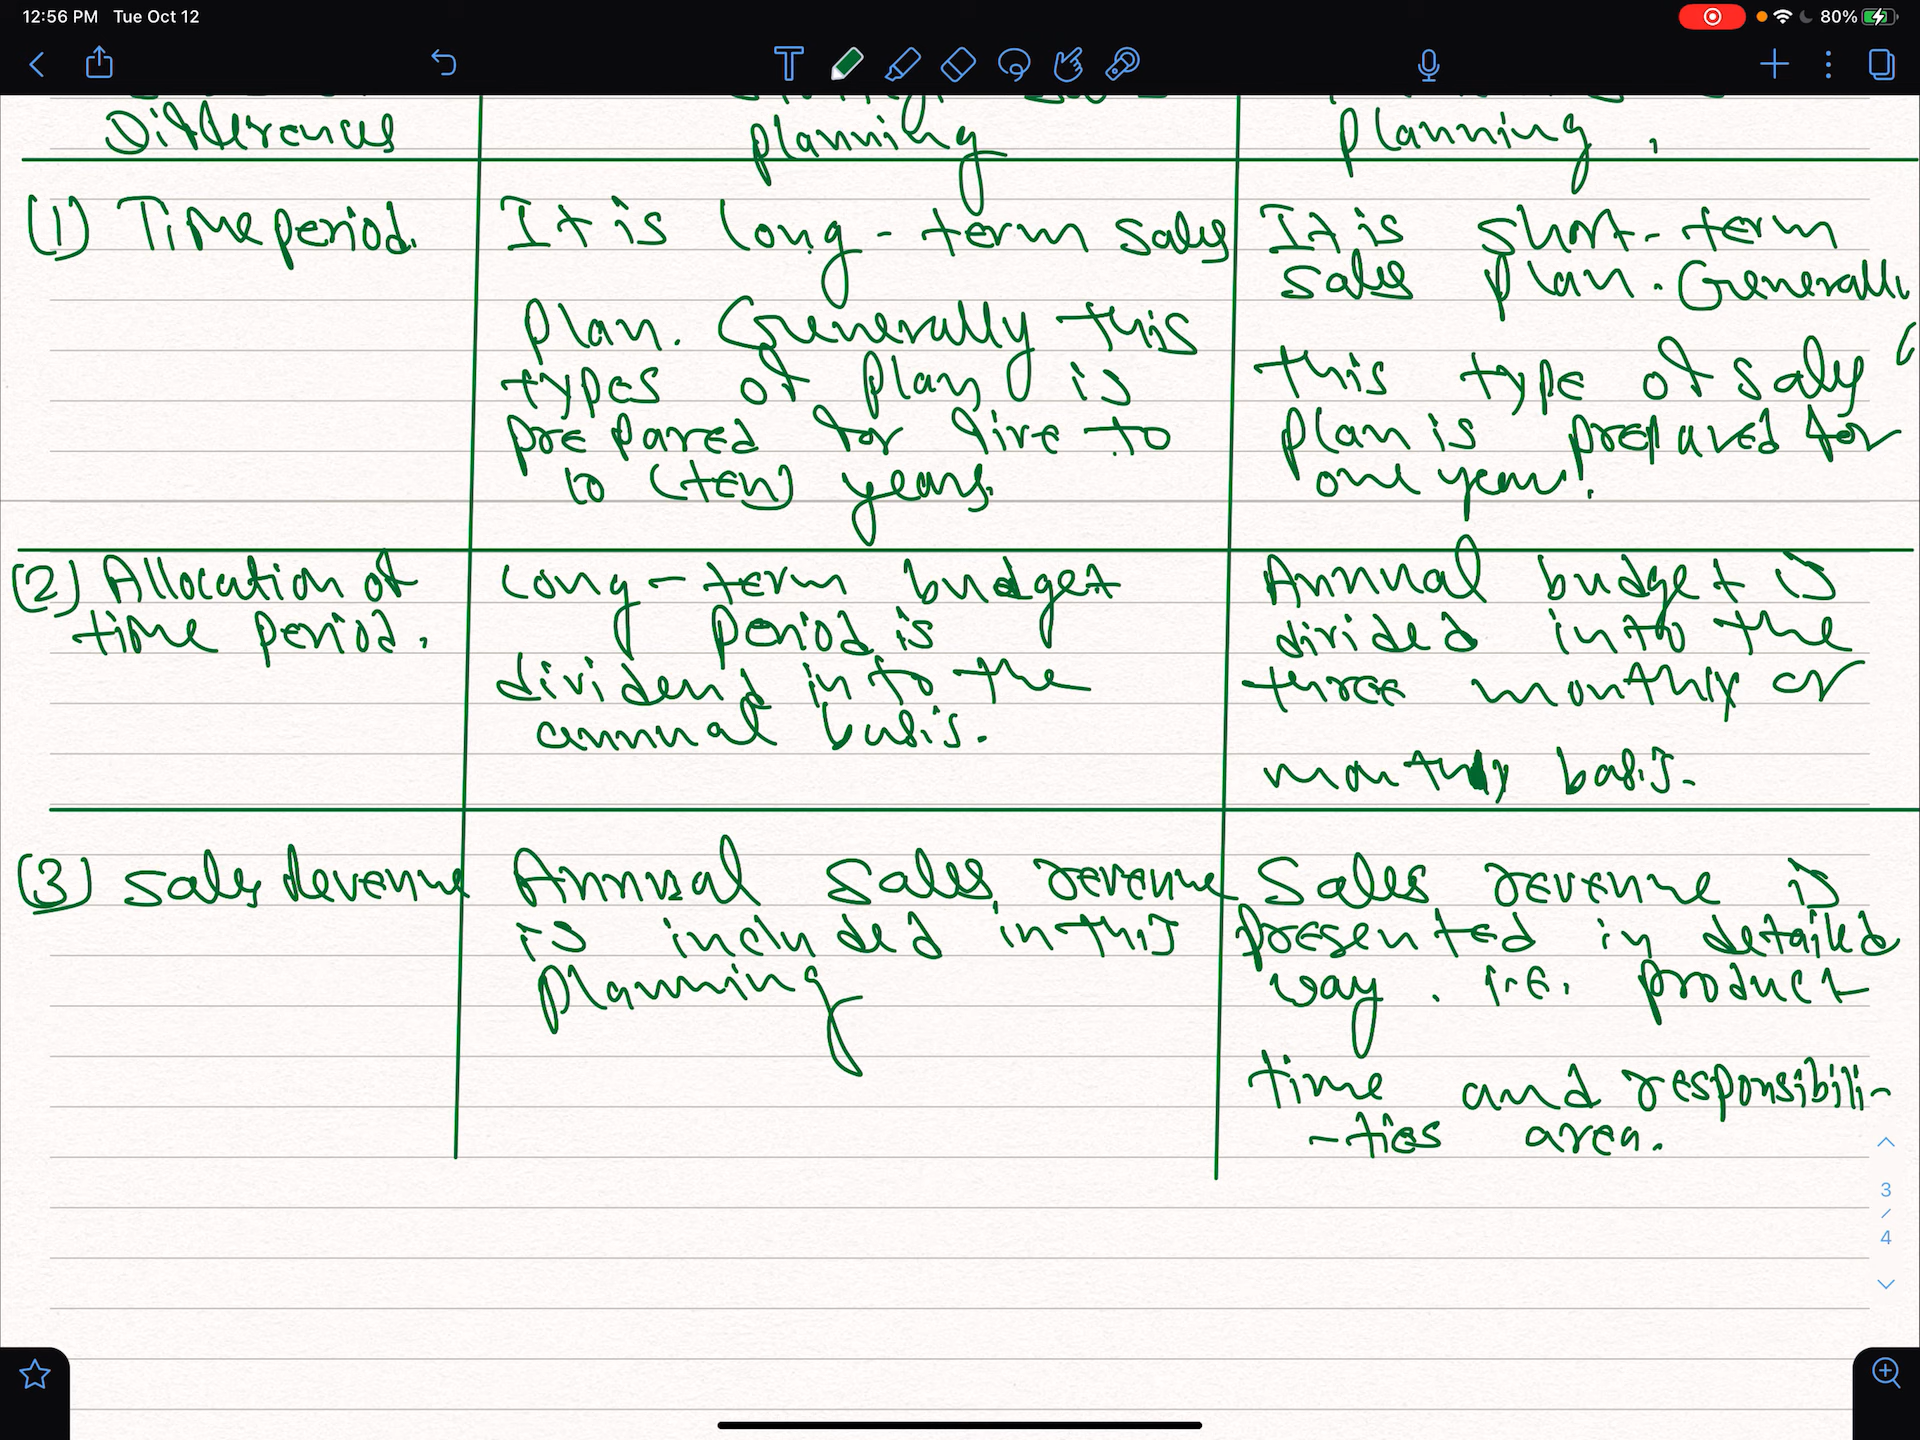 12:56 PM Tue Oct 12
80%
Differences
planning
planning.
(1) Time period.
It is long-term sales
plan. Generally this
types of plan is
prepared for five to
10 (ten) years.
It is short-term
sales plan. Generally
this type of sales
plan is prepared for
one year.
(2) Allocation of
time period.
Long-term budget
period is
dividend into the
annual basis.
Annual budget is
divided into the
three monthly or
monthly basis.
(3) Sales Revenue
Annual Sales revenue
is included in this
planning
Sales revenue is
presented in detailed
way. i.e. product
time and responsibili-
-ties area.
3
/
4